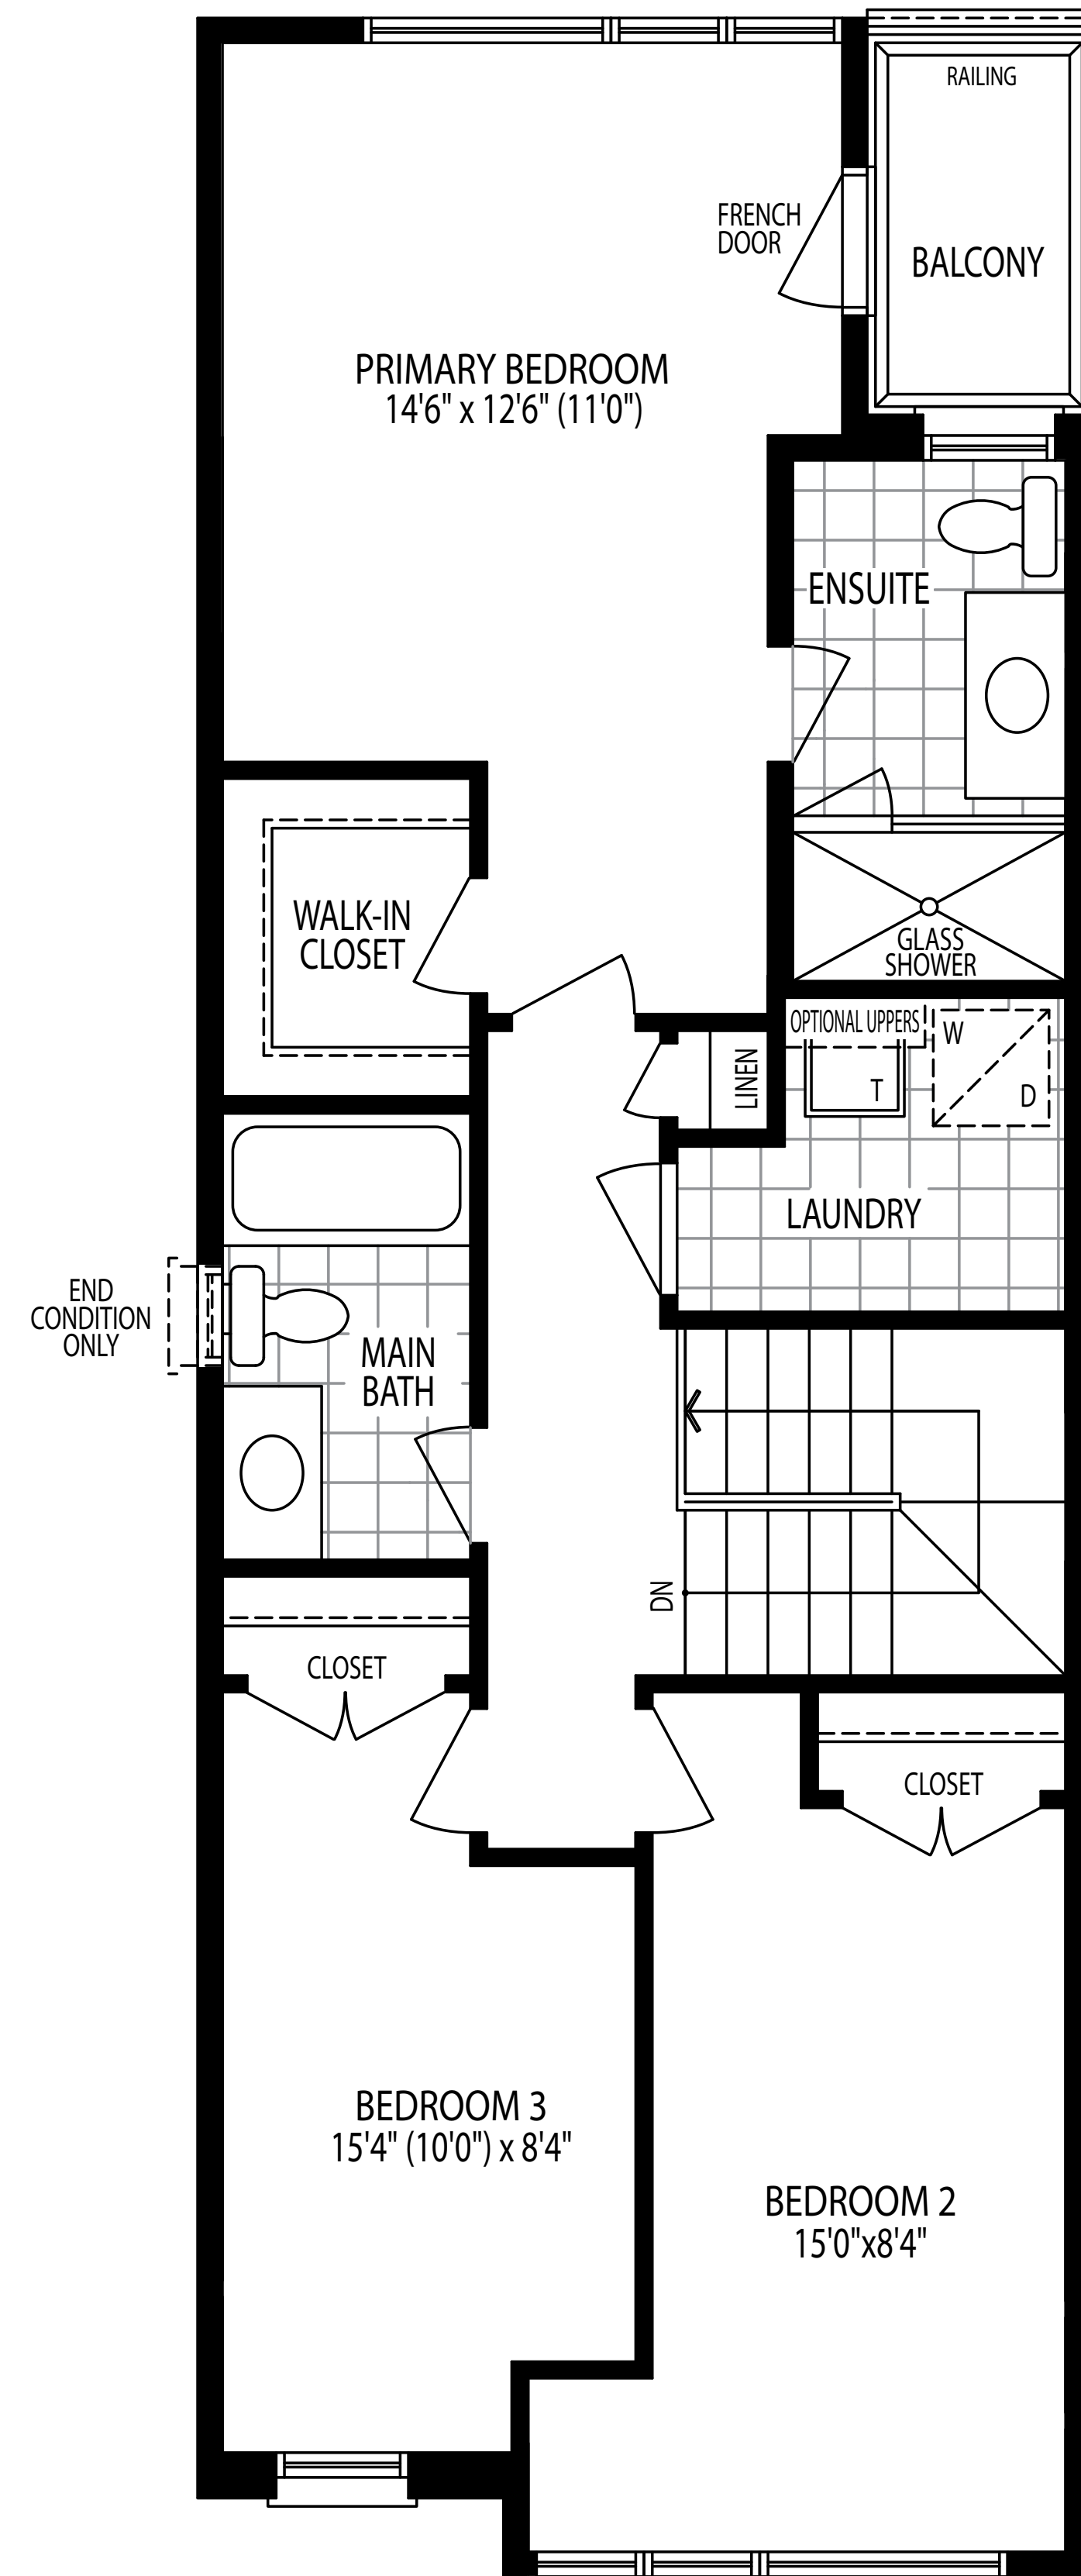 RAILING
FRENCH
DOOR
BALCONY
PRIMARY BEDROOM
14'6" x 12'6" (11'0")
ENSUITE
WALK-IN
CLOSET
GLASS
SHOWER
OPTIONAL UPPERS
W
D
T
LINEN
LAUNDRY
END
CONDITION
ONLY
MAIN
BATH
DN
CLOSET
CLOSET
BEDROOM 3
15'4" (10'0") x 8'4"
BEDROOM 2
15'0"x8'4"